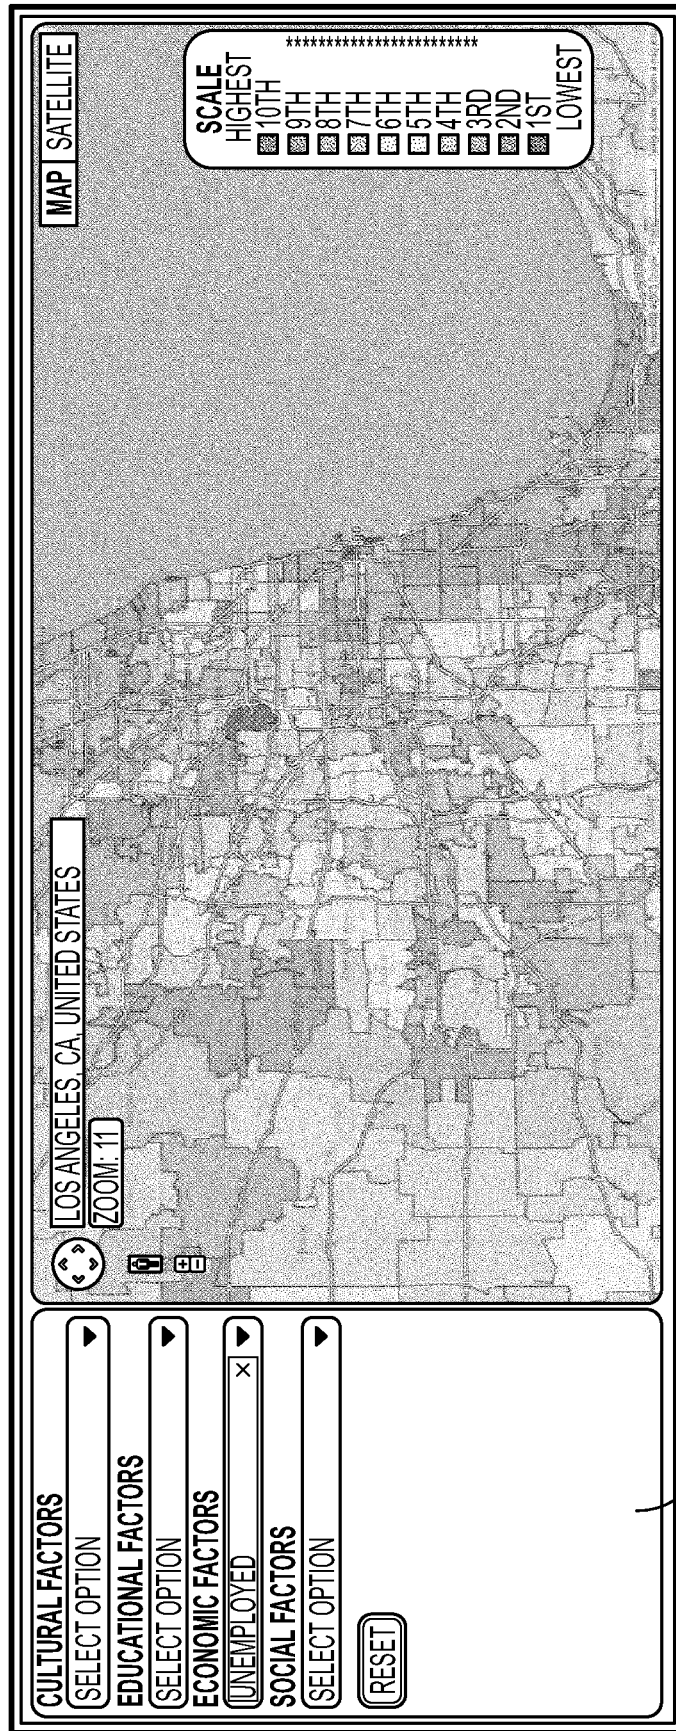 CULTURAL FACTORS
SELECT OPTION
EDUCATIONAL FACTORS
SELECT OPTION
ECONOMIC FACTORS
UNEMPLOYED X
SOCIAL FACTORS
SELECT OPTION
RESET
LOS ANGELES, CA, UNITED STATES
ZOOM: 11
+
−
MAP SATELLITE
SCALE
HIGHEST
10TH
9TH
8TH
7TH
6TH
5TH
4TH
3RD
2ND
1ST
LOWEST
************************